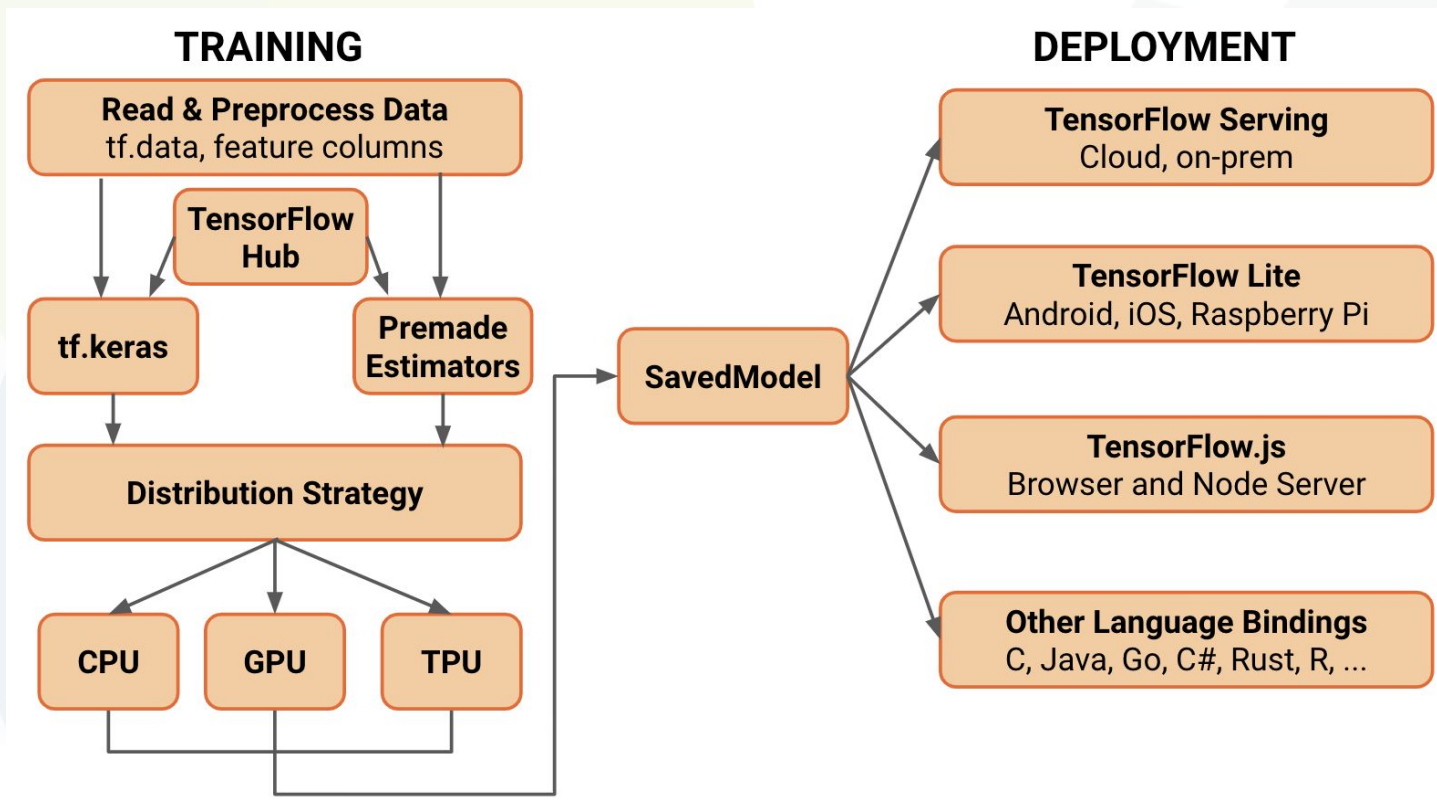 TRAINING
Read & Preprocess Data
tf.data, feature columns
TensorFlow
Hub
tf.keras
Premade
Estimators
Distribution Strategy
CPU
GPU
TPU
SavedModel
DEPLOYMENT
TensorFlow Serving
Cloud, on-prem
TensorFlow Lite
Android, iOS, Raspberry Pi
TensorFlow.js
Browser and Node Server
Other Language Bindings
C, Java, Go, C#, Rust, R, ...